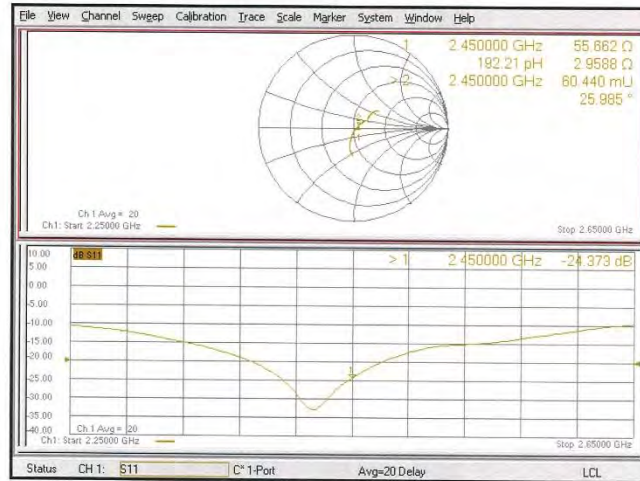 File View Channel Sweep Calibration Trace Scale Marker System Window Help
1 2.450000 GHz 55.662 Ω
192.21 pH 2.9588 Ω
> 2 2.450000 GHz 60.440 mU
25.985 °
Ch 1 Avg = 20
Ch1: Start 2.25000 GHz
Stop 2.65000 GHz
10.00 dB S11
> 1 2.450000 GHz -24.373 dB
5.00
0.00
-5.00
-10.00
-15.00
-20.00
-25.00
-30.00
-35.00
-40.00
1
Ch 1 Avg = 20
Ch1: Start 2.25000 GHz
Stop 2.65000 GHz
Status CH 1: S11 C* 1-Port Avg=20 Delay LCL